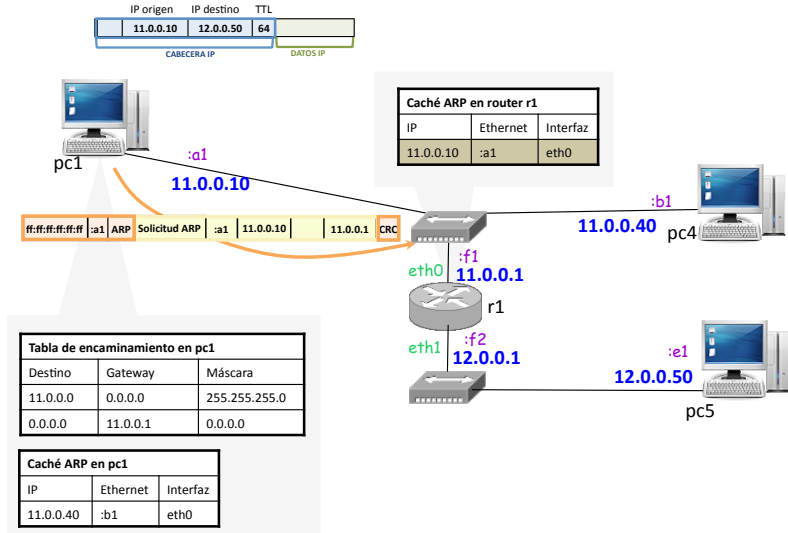 IP origen IP destino TTL
11.0.0.10 12.0.0.50 64
CABECERA IP DATOS IP
Caché ARP en router r1
IP Ethernet Interfaz
11.0.0.10 :a1 eth0
pc1
:a1
11.0.0.10
:b1
11.0.0.40
pc4
ff:ff:ff:ff:ff:ff :a1 ARP Solicitud ARP :a1 11.0.0.10 11.0.0.1 CRC
:f1
eth0 11.0.0.1
r1
eth1 :f2
12.0.0.1
:e1
12.0.0.50
pc5
Tabla de encaminamiento en pc1
Destino Gateway Máscara
11.0.0.0 0.0.0.0 255.255.255.0
0.0.0.0 11.0.0.1 0.0.0.0
Caché ARP en pc1
IP Ethernet Interfaz
11.0.0.40 :b1 eth0